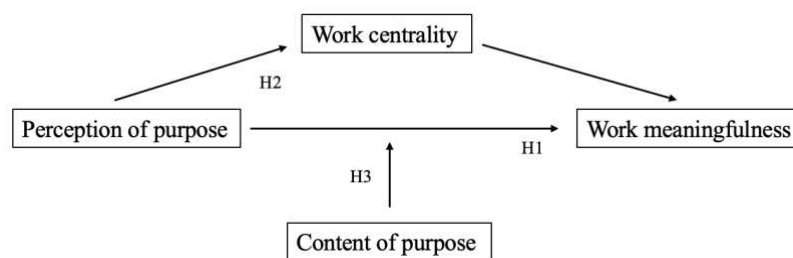 Work centrality
H2
Perception of purpose
Work meaningfulness
H1
H3
Content of purpose